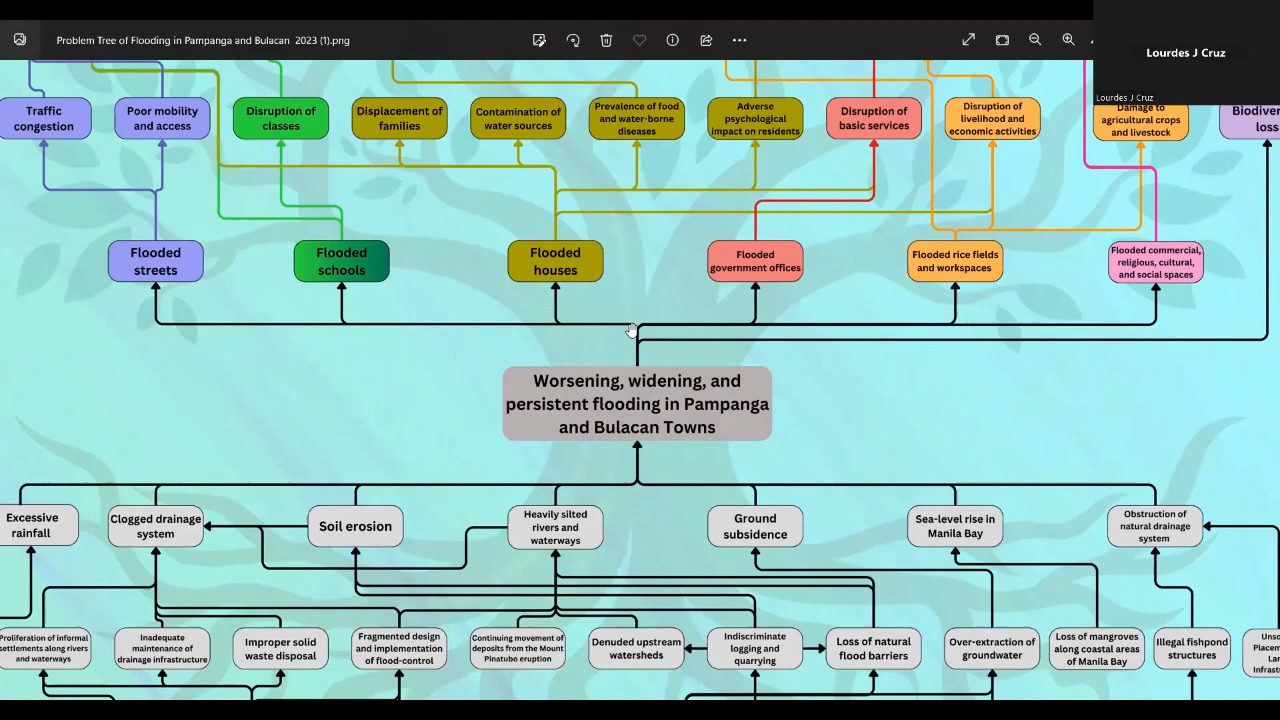 Problem Tree of Flooding in Pampanga and Bulacan 2023 (1).png
Lourdes J Cruz
Lourdes J Cruz
Traffic
congestion
Poor mobility
and access
Disruption of
classes
Displacement of
families
Contamination of
water sources
Prevalence of food
and water-borne
diseases
Adverse
psychological
impact on residents
Disruption of
basic services
Disruption of
livelihood and
economic activities
Damage to
agricultural crops
and livestock
loss
Flooded
streets
Flooded
schools
Flooded
houses
Flooded
government offices
Flooded rice fields
and workspaces
Flooded commercial,
religious, cultural,
and social spaces
Worsening, widening, and
persistent flooding in Pampanga
and Bulacan Towns
Excessive
rainfall
Clogged drainage
system
Soil erosion
Heavily silted
rivers and
waterways
Ground
subsidence
Sea-level rise in
Manila Bay
Obstruction of
natural drainage
system
Proliferation of informal
settlements along rivers
and waterways
Inadequate
maintenance of
drainage infrastructure
Improper solid
waste disposal
Fragmented design
and implementation
of flood-control
Continuing movement of
deposits from the Mount
Pinatubo eruption
Denuded upstream
watersheds
Indiscriminate
logging and
quarrying
Loss of natural
flood barriers
Over-extraction of
groundwater
Loss of mangroves
along coastal areas
of Manila Bay
Illegal fishpond
structures